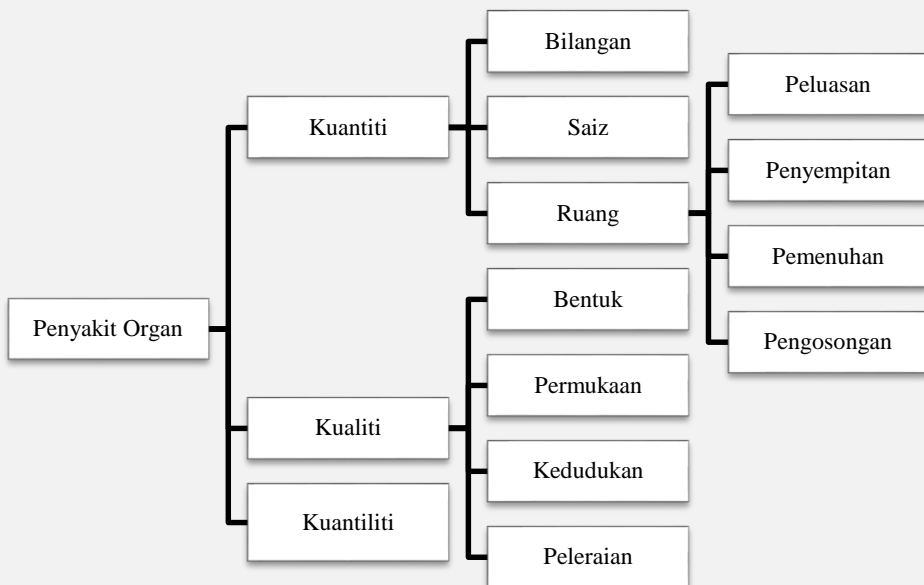 Penyakit Organ
Kuantiti
Bilangan
Saiz
Ruang
Peluasan
Penyempitan
Pemenuhan
Pengosongan
Kualiti
Bentuk
Permukaan
Kedudukan
Peleraian
Kuantiliti